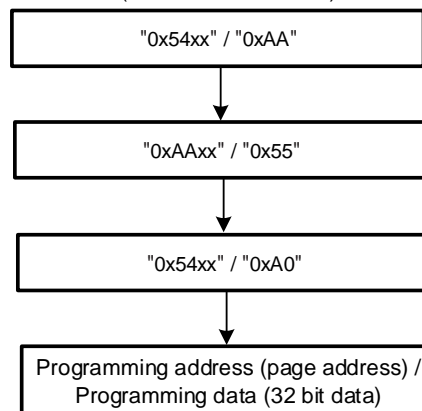 "0x54xx" / "0xAA"
"0xAAxx" / "0x55"
"0x54xx" / "0xA0"
Programming address (page address) /
Programming data (32 bit data)